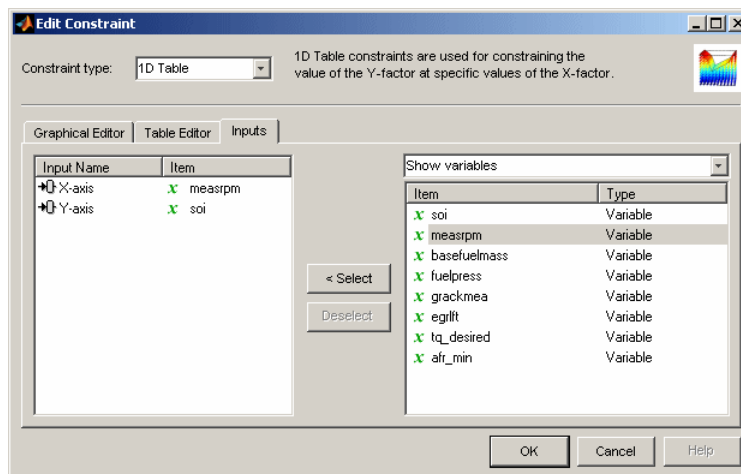 Edit Constraint
Constraint type: 1D Table 1D Table constraints are used for constraining the
value of the Y-factor at specific values of the X-factor.
Graphical Editor Table Editor Inputs
Show variables
Input Name Item
Item Type
X-axis x measrpm
Y-axis x soi
x soi Variable
x measrpm Variable
x basefuelmass Variable
x fuelpress Variable
x grackmea Variable
x egrlft Variable
x tq_desired Variable
x afr_min Variable
< Select
Deselect
OK Cancel Help